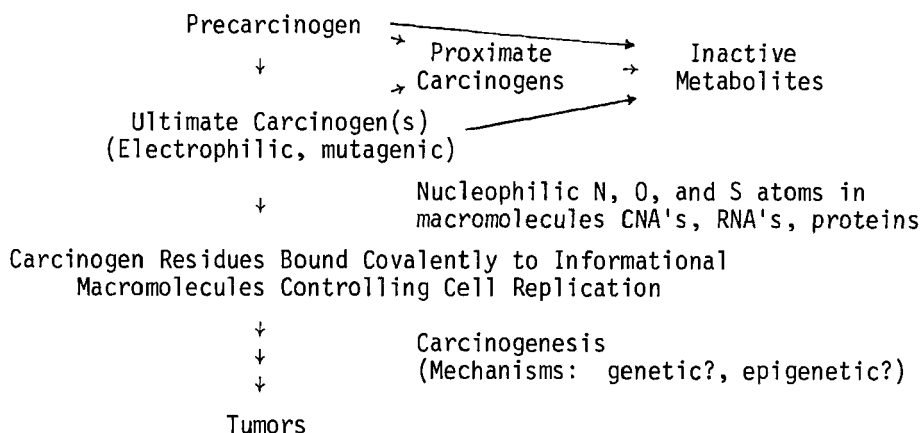 Precarcinogen
Proximate
Carcinogens
Inactive
Metabolites
Ultimate Carcinogen(s)
(Electrophilic, mutagenic)
Nucleophilic N, O, and S atoms in
macromolecules CNA's, RNA's, proteins
Carcinogen Residues Bound Covalently to Informational
Macromolecules Controlling Cell Replication
Carcinogenesis
(Mechanisms: genetic?, epigenetic?)
Tumors